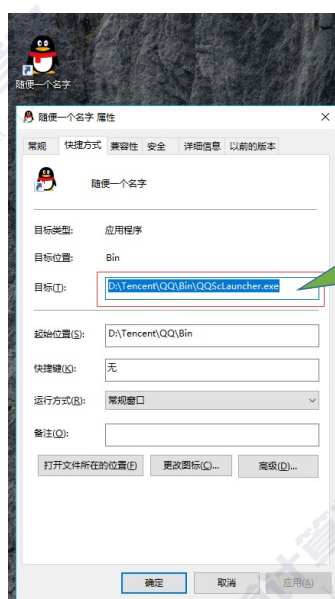 随便一个名字
随便一个名字 属性
常规 快捷方式 兼容性 安全 详细信息 以前的版本
随便一个名字
目标类型: 应用程序
目标位置: Bin
目标(T): D:\Tencent\QQ\Bin\QQScLauncher.exe
起始位置(S): D:\Tencent\QQ\Bin
快捷键(K): 无
运行方式(R): 常规窗口
备注(O):
打开文件所在的位置(F) 更改图标(C)... 高级(D)...
确定 取消 应用(A)